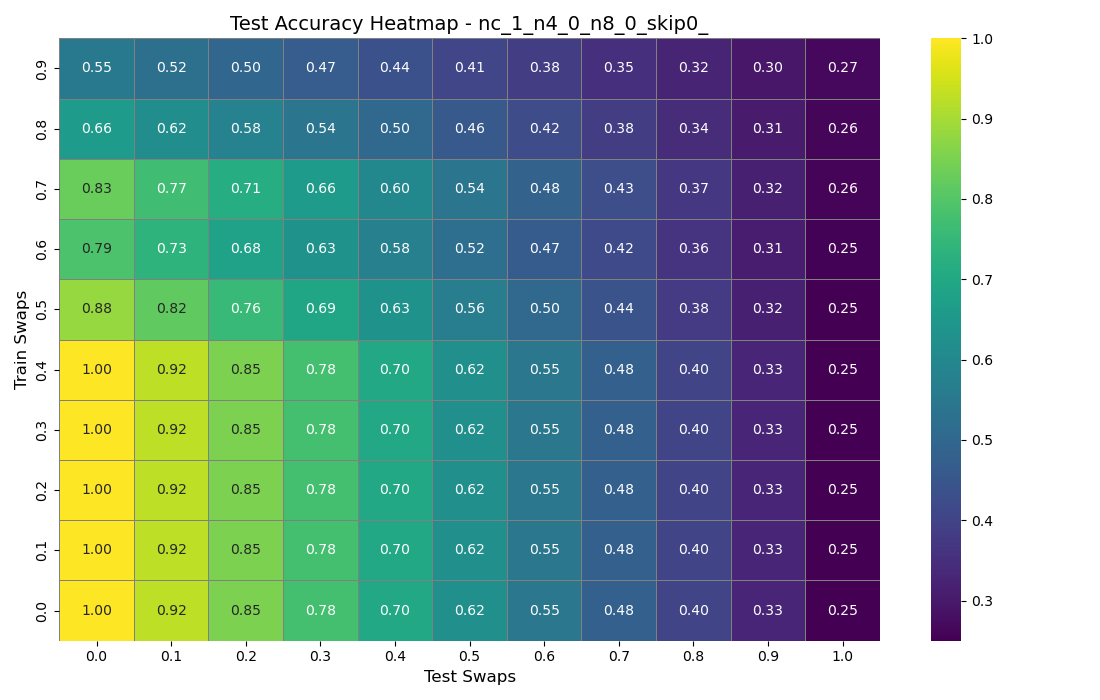 Test Accuracy Heatmap - nc_1_n4_0_n8_0_skip0_
0.9 0.55 0.52 0.50 0.47 0.44 0.41 0.38 0.35 0.32 0.30 0.27
0.8 0.66 0.62 0.58 0.54 0.50 0.46 0.42 0.38 0.34 0.31 0.26
0.7 0.83 0.77 0.71 0.66 0.60 0.54 0.48 0.43 0.37 0.32 0.26
0.6 0.79 0.73 0.68 0.63 0.58 0.52 0.47 0.42 0.36 0.31 0.25
0.5 0.88 0.82 0.76 0.69 0.63 0.56 0.50 0.44 0.38 0.32 0.25
0.4 1.00 0.92 0.85 0.78 0.70 0.62 0.55 0.48 0.40 0.33 0.25
0.3 1.00 0.92 0.85 0.78 0.70 0.62 0.55 0.48 0.40 0.33 0.25
0.2 1.00 0.92 0.85 0.78 0.70 0.62 0.55 0.48 0.40 0.33 0.25
0.1 1.00 0.92 0.85 0.78 0.70 0.62 0.55 0.48 0.40 0.33 0.25
0.0 1.00 0.92 0.85 0.78 0.70 0.62 0.55 0.48 0.40 0.33 0.25
0.0 0.1 0.2 0.3 0.4 0.5 0.6 0.7 0.8 0.9 1.0
Test Swaps
Train Swaps
1.0
0.9
0.8
0.7
0.6
0.5
0.4
0.3